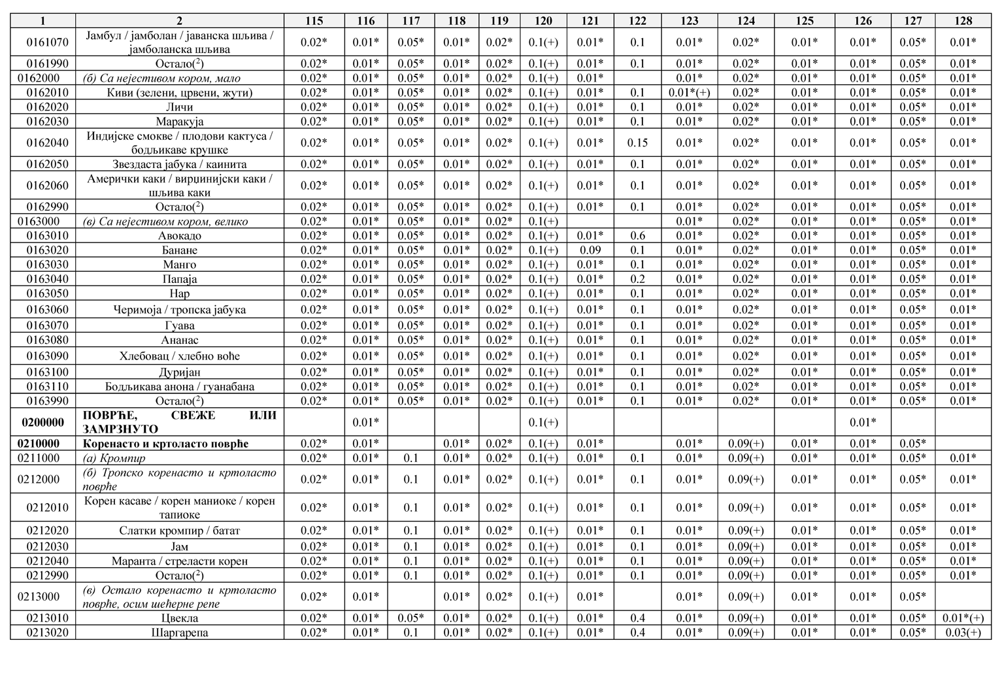 1 2 115 116 117 118 119 120 121 122 123 124 125 126 127 128
0161070 Јамбул / јамболан / јаванска шљива / јамболанска шљива 0.02* 0.01* 0.05* 0.01* 0.02* 0.1(+) 0.01* 0.1 0.01* 0.02* 0.01* 0.01* 0.05* 0.01*
0161990 Остало(2) 0.02* 0.01* 0.05* 0.01* 0.02* 0.1(+) 0.01* 0.1 0.01* 0.02* 0.01* 0.01* 0.05* 0.01*
0162000 (б) Са нејестивом кором, мало 0.02* 0.01* 0.05* 0.01* 0.02* 0.1(+) 0.01* 0.01* 0.02* 0.01* 0.01* 0.05* 0.01*
0162010 Киви (зелени, црвени, жути) 0.02* 0.01* 0.05* 0.01* 0.02* 0.1(+) 0.01* 0.1 0.01*(+) 0.02* 0.01* 0.01* 0.05* 0.01*
0162020 Личи 0.02* 0.01* 0.05* 0.01* 0.02* 0.1(+) 0.01* 0.1 0.01* 0.02* 0.01* 0.01* 0.05* 0.01*
0162030 Маракуја 0.02* 0.01* 0.05* 0.01* 0.02* 0.1(+) 0.01* 0.1 0.01* 0.02* 0.01* 0.01* 0.05* 0.01*
0162040 Индијске смокве / плодови кактуса / бодљикаве крушке 0.02* 0.01* 0.05* 0.01* 0.02* 0.1(+) 0.01* 0.15 0.01* 0.02* 0.01* 0.01* 0.05* 0.01*
0162050 Звездаста јабука / каинита 0.02* 0.01* 0.05* 0.01* 0.02* 0.1(+) 0.01* 0.1 0.01* 0.02* 0.01* 0.01* 0.05* 0.01*
0162060 Амерички каки / вирџинијски каки / шљива каки 0.02* 0.01* 0.05* 0.01* 0.02* 0.1(+) 0.01* 0.1 0.01* 0.02* 0.01* 0.01* 0.05* 0.01*
0162990 Остало(2) 0.02* 0.01* 0.05* 0.01* 0.02* 0.1(+) 0.01* 0.1 0.01* 0.02* 0.01* 0.01* 0.05* 0.01*
0163000 (в) Са нејестивом кором, велико 0.02* 0.01* 0.05* 0.01* 0.02* 0.1(+) 0.01* 0.02* 0.01* 0.01* 0.05* 0.01*
0163010 Авокадо 0.02* 0.01* 0.05* 0.01* 0.02* 0.1(+) 0.01* 0.6 0.01* 0.02* 0.01* 0.01* 0.05* 0.01*
0163020 Банане 0.02* 0.01* 0.05* 0.01* 0.02* 0.1(+) 0.09 0.1 0.01* 0.02* 0.01* 0.01* 0.05* 0.01*
0163030 Манго 0.02* 0.01* 0.05* 0.01* 0.02* 0.1(+) 0.01* 0.1 0.01* 0.02* 0.01* 0.01* 0.05* 0.01*
0163040 Папаја 0.02* 0.01* 0.05* 0.01* 0.02* 0.1(+) 0.01* 0.2 0.01* 0.02* 0.01* 0.01* 0.05* 0.01*
0163050 Нар 0.02* 0.01* 0.05* 0.01* 0.02* 0.1(+) 0.01* 0.1 0.01* 0.02* 0.01* 0.01* 0.05* 0.01*
0163060 Черимоја / тропска јабука 0.02* 0.01* 0.05* 0.01* 0.02* 0.1(+) 0.01* 0.1 0.01* 0.02* 0.01* 0.01* 0.05* 0.01*
0163070 Гуава 0.02* 0.01* 0.05* 0.01* 0.02* 0.1(+) 0.01* 0.1 0.01* 0.02* 0.01* 0.01* 0.05* 0.01*
0163080 Ананас 0.02* 0.01* 0.05* 0.01* 0.02* 0.1(+) 0.01* 0.1 0.01* 0.02* 0.01* 0.01* 0.05* 0.01*
0163090 Хлебовац / хлебно воће 0.02* 0.01* 0.05* 0.01* 0.02* 0.1(+) 0.01* 0.1 0.01* 0.02* 0.01* 0.01* 0.05* 0.01*
0163100 Дуријан 0.02* 0.01* 0.05* 0.01* 0.02* 0.1(+) 0.01* 0.1 0.01* 0.02* 0.01* 0.01* 0.05* 0.01*
0163110 Бодљикава анона / гуанабана 0.02* 0.01* 0.05* 0.01* 0.02* 0.1(+) 0.01* 0.1 0.01* 0.02* 0.01* 0.01* 0.05* 0.01*
0163990 Остало(2) 0.02* 0.01* 0.05* 0.01* 0.02* 0.1(+) 0.01* 0.1 0.01* 0.02* 0.01* 0.01* 0.05* 0.01*
0200000 ПОВРЋЕ, СВЕЖЕ ИЛИ ЗАМРЗНУТО 0.01* 0.1(+) 0.01*
0210000 Коренасто и кртоласто поврће 0.02* 0.01* 0.01* 0.02* 0.1(+) 0.01* 0.01* 0.09(+) 0.01* 0.01* 0.05*
0211000 (а) Кромпир 0.02* 0.01* 0.1 0.01* 0.02* 0.1(+) 0.01* 0.1 0.01* 0.09(+) 0.01* 0.01* 0.05* 0.01*
0212000 (б) Тропско коренасто и кртоласто поврће 0.02* 0.01* 0.1 0.01* 0.02* 0.1(+) 0.01* 0.1 0.01* 0.09(+) 0.01* 0.01* 0.05* 0.01*
0212010 Корен касаве / корен маниоке / корен тапиоке 0.02* 0.01* 0.1 0.01* 0.02* 0.1(+) 0.01* 0.1 0.01* 0.09(+) 0.01* 0.01* 0.05* 0.01*
0212020 Слатки кромпир / батат 0.02* 0.01* 0.1 0.01* 0.02* 0.1(+) 0.01* 0.1 0.01* 0.09(+) 0.01* 0.01* 0.05* 0.01*
0212030 Јам 0.02* 0.01* 0.1 0.01* 0.02* 0.1(+) 0.01* 0.1 0.01* 0.09(+) 0.01* 0.01* 0.05* 0.01*
0212040 Маранта / стреласти корен 0.02* 0.01* 0.1 0.01* 0.02* 0.1(+) 0.01* 0.1 0.01* 0.09(+) 0.01* 0.01* 0.05* 0.01*
0212990 Остало(2) 0.02* 0.01* 0.1 0.01* 0.02* 0.1(+) 0.01* 0.1 0.01* 0.09(+) 0.01* 0.01* 0.05* 0.01*
0213000 (в) Остало коренасто и кртоласто поврће, осим шећерне репе 0.02* 0.01* 0.01* 0.02* 0.1(+) 0.01* 0.01* 0.09(+) 0.01* 0.01* 0.05*
0213010 Цвекла 0.02* 0.01* 0.05* 0.01* 0.02* 0.1(+) 0.01* 0.4 0.01* 0.09(+) 0.01* 0.01* 0.05* 0.01*(+)
0213020 Шаргарепа 0.02* 0.01* 0.1 0.01* 0.02* 0.1(+) 0.01* 0.4 0.01* 0.09(+) 0.01* 0.01* 0.05* 0.03(+)